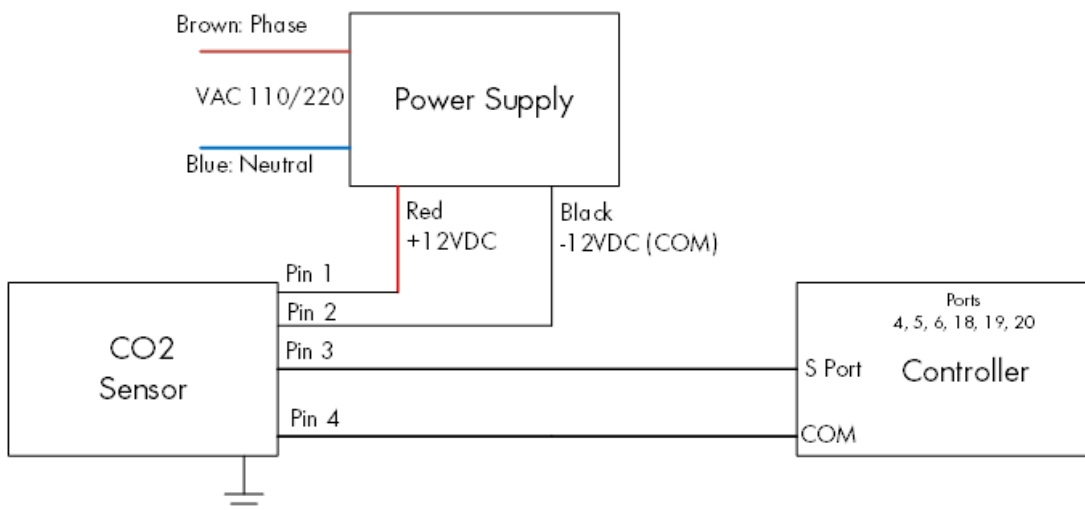 Brown: Phase
VAC 110/220
Blue: Neutral
Power Supply
Red
+12VDC
Black
-12VDC (COM)
Pin 1
Pin 2
Pin 3
Pin 4
CO2
Sensor
Ports
4, 5, 6, 18, 19, 20
S Port
Controller
COM